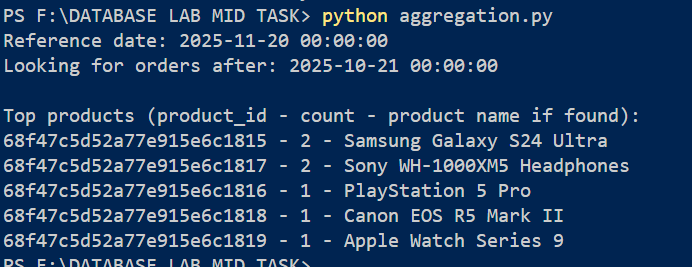 PS F:\DATABASE LAB MID TASK> python aggregation.py
Reference date: 2025-11-20 00:00:00
Looking for orders after: 2025-10-21 00:00:00
Top products (product_id - count - product name if found):
68f47c5d52a77e915e6c1815 - 2 - Samsung Galaxy S24 Ultra
68f47c5d52a77e915e6c1817 - 2 - Sony WH-1000XM5 Headphones
68f47c5d52a77e915e6c1816 - 1 - PlayStation 5 Pro
68f47c5d52a77e915e6c1818 - 1 - Canon EOS R5 Mark II
68f47c5d52a77e915e6c1819 - 1 - Apple Watch Series 9
PS F:\DATABASE LAB MID TASK>